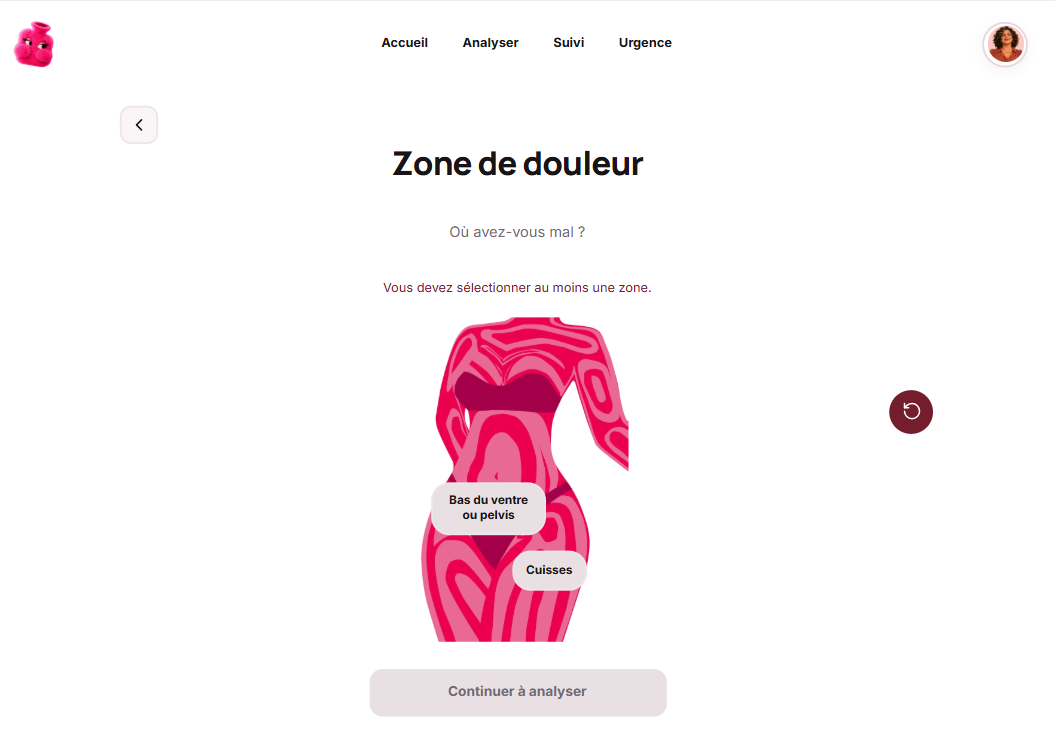 Accueil
Analyser
Suivi
Urgence
Zone de douleur
Où avez-vous mal ?
Vous devez sélectionner au moins une zone.
Bas du ventre
ou pelvis
Cuisses
Continuer à analyser